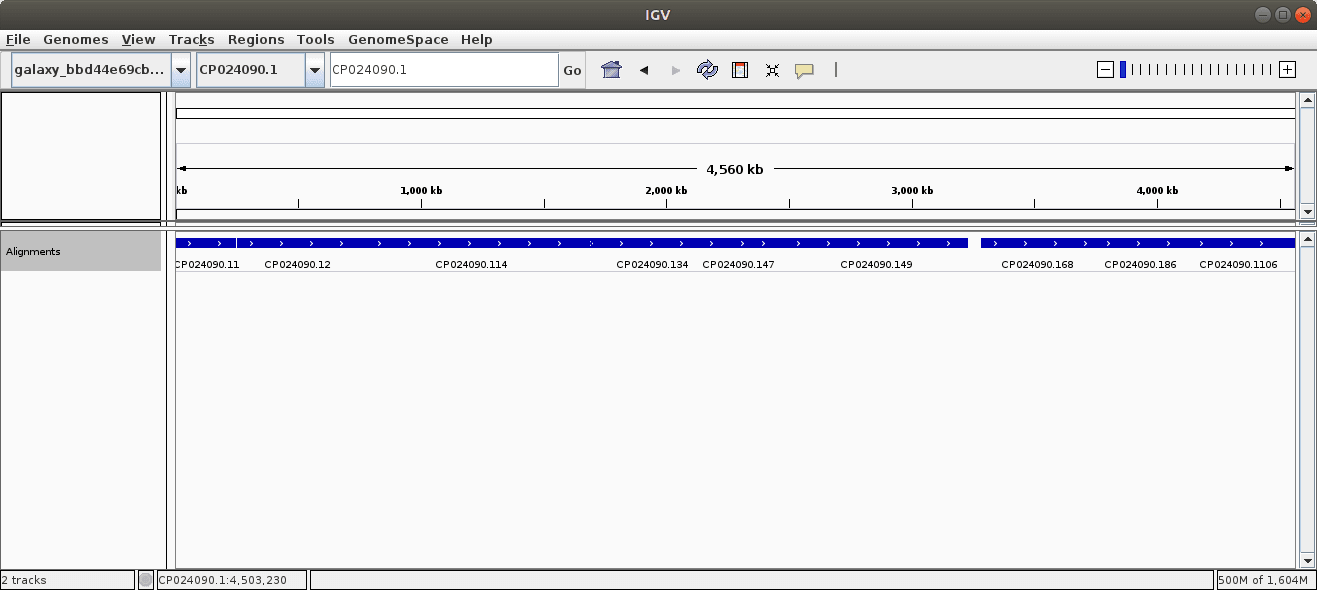 IGV
File Genomes View Tracks Regions Tools GenomeSpace Help
galaxy_bbd44e69cb... CP024090.1 CP024090.1 Go
4,560 kb
kb 1,000 kb 2,000 kb 3,000 kb 4,000 kb
Alignments
CP024090.11 CP024090.12 CP024090.114 CP024090.134 CP024090.147 CP024090.149 CP024090.168 CP024090.186 CP024090.1106
2 tracks CP024090.1:4,503,230 500M of 1,604M